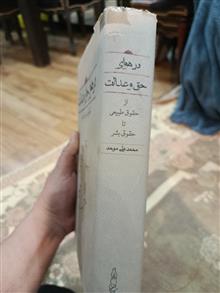 در هوای
حق و عدالت
از
حقوق طبیعی
تا
حقوق بشر
محمدعلی موحد